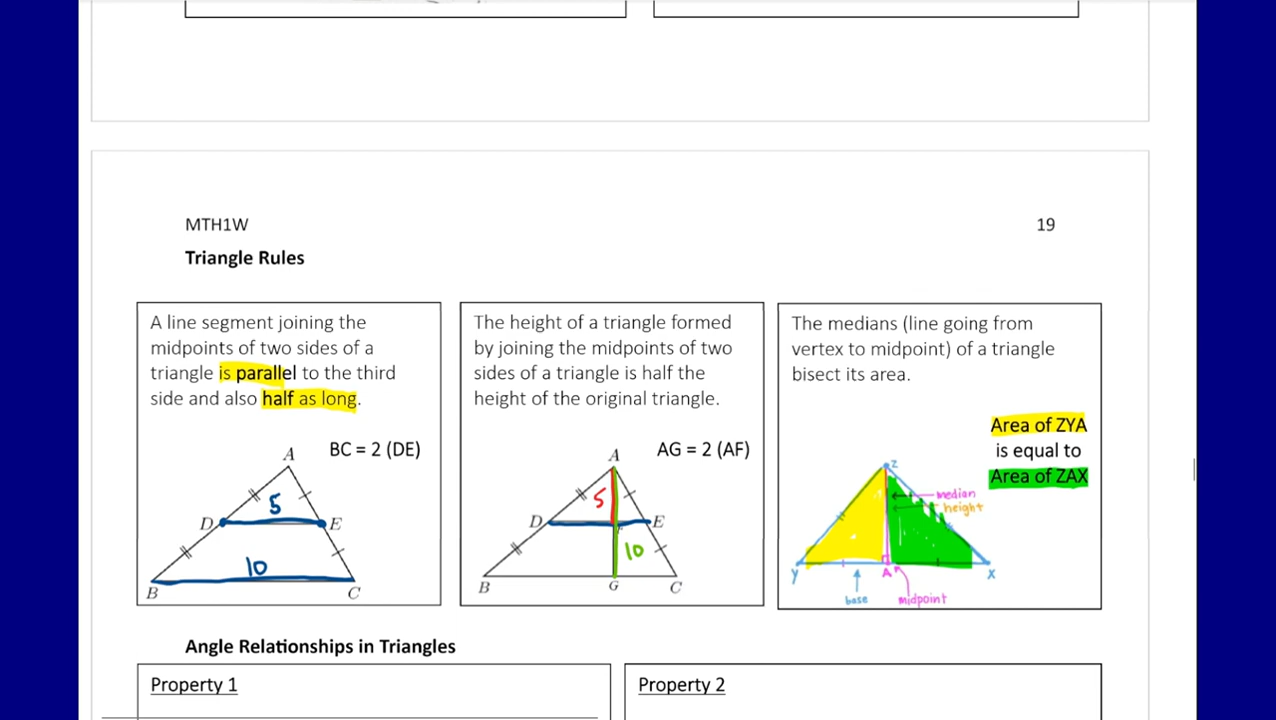 MTH1W
19
Triangle Rules
A line segment joining the
midpoints of two sides of a
triangle is parallel to the third
side and also half as long.
BC = 2 (DE)
A
5
D
E
10
B
C
The height of a triangle formed
by joining the midpoints of two
sides of a triangle is half the
height of the original triangle.
AG = 2 (AF)
A
5
D
E
10
B
G
C
The medians (line going from
vertex to midpoint) of a triangle
bisect its area.
Area of ZYA
is equal to
Area of ZAX
Z
median
height
Y
A
X
base
midpoint
Angle Relationships in Triangles
Property 1
Property 2